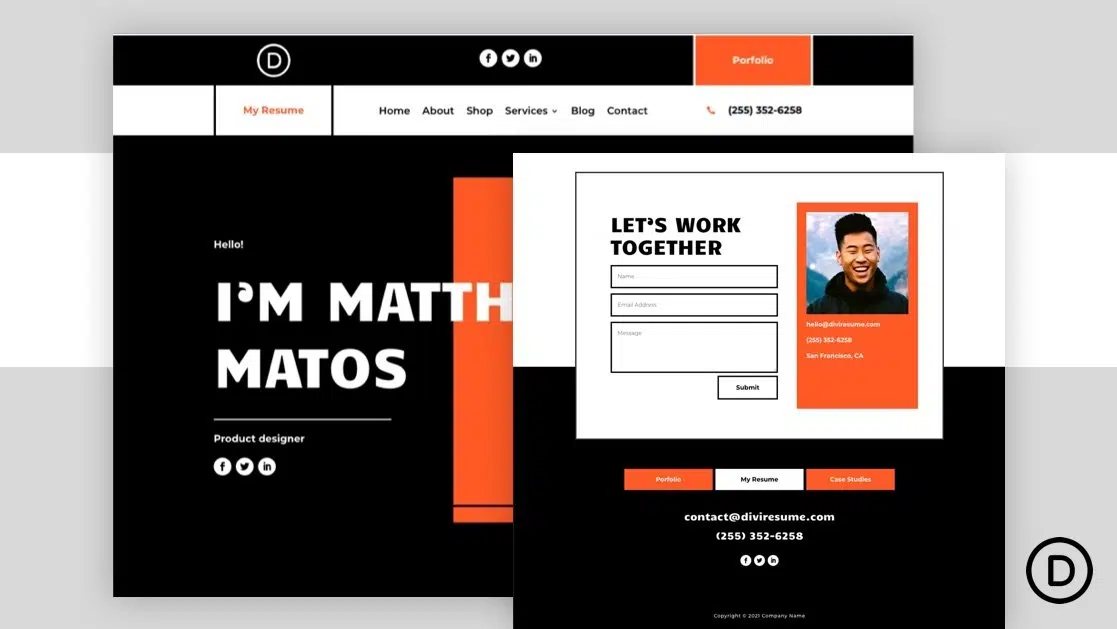 D
Porfolio
My Resume
Home About Shop Services Blog Contact
(255) 352-6258
Hello!
I'M MATTH
MATOS
Product designer
LET'S WORK
TOGETHER
Name
Email Address
Message
Submit
hello@diviresume.com
(255) 352-6258
San Francisco, CA
Porfolio
My Resume
Case Studies
contact@diviresume.com
(255) 352-6258
Copyright © 2021 Company Name
D